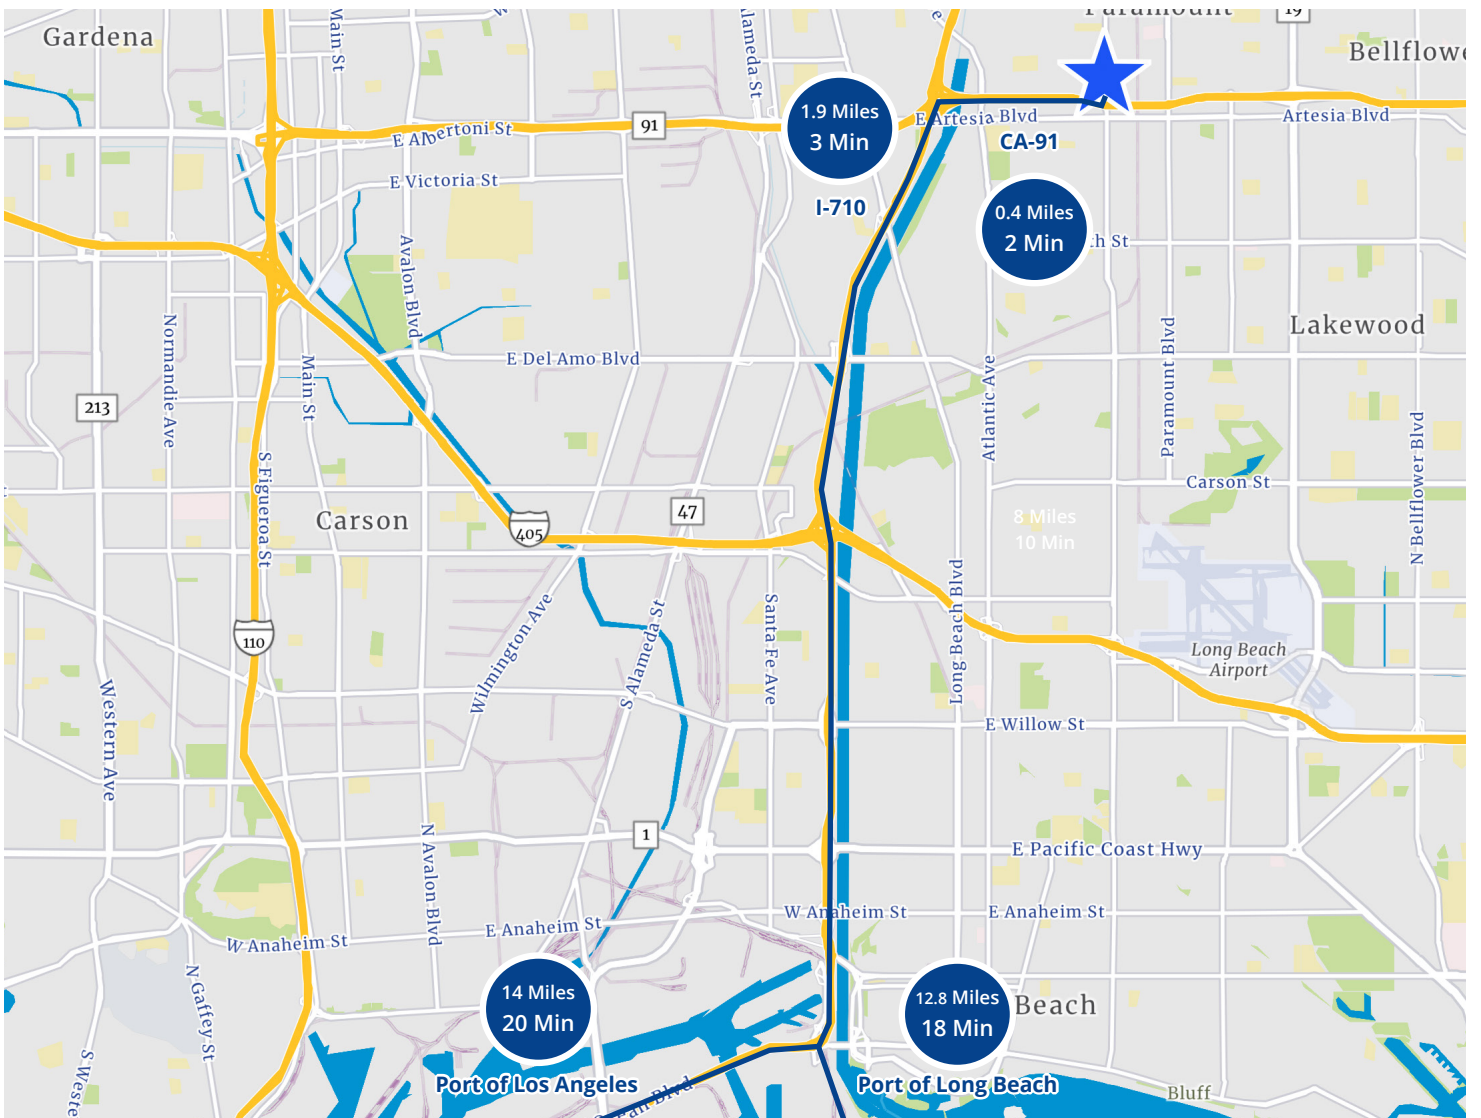 Paramount
19
Gardena
Main St
Alameda St
Bellflowe
1.9 Miles
3 Min
91
E Albertoni St
E Artesia Blvd
Artesia Blvd
CA-91
E Victoria St
I-710
0.4 Miles
2 Min
th St
Avalon Blvd
Lakewood
Normandie Ave
Main St
E Del Amo Blvd
Atlantic Ave
Paramount Blvd
213
N Bellflower Blvd
S Figueroa St
Carson St
Carson
47
405
8 Miles
10 Min
Wilmington Ave
S Alameda St
Santa Fe Ave
Long Beach Blvd
110
Long Beach
Airport
Western Ave
E Willow St
1
N Avalon Blvd
E Pacific Coast Hwy
W Anaheim St
E Anaheim St
W Anaheim St
E Anaheim St
N Gaffey St
14 Miles
20 Min
12.8 Miles
18 Min
Beach
S Weste
Port of Los Angeles
Port of Long Beach
Bluff